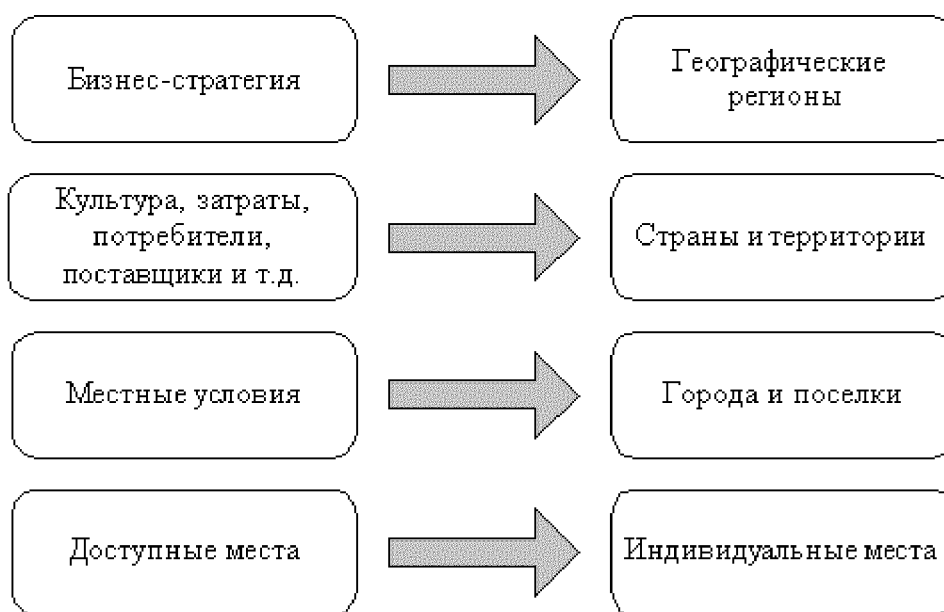 Бизнес-стратегия
Географические
регионы
Культура, затраты,
потребители,
поставщики и т.д.
Страны и территории
Местные условия
Города и поселки
Доступные места
Индивидуальные места